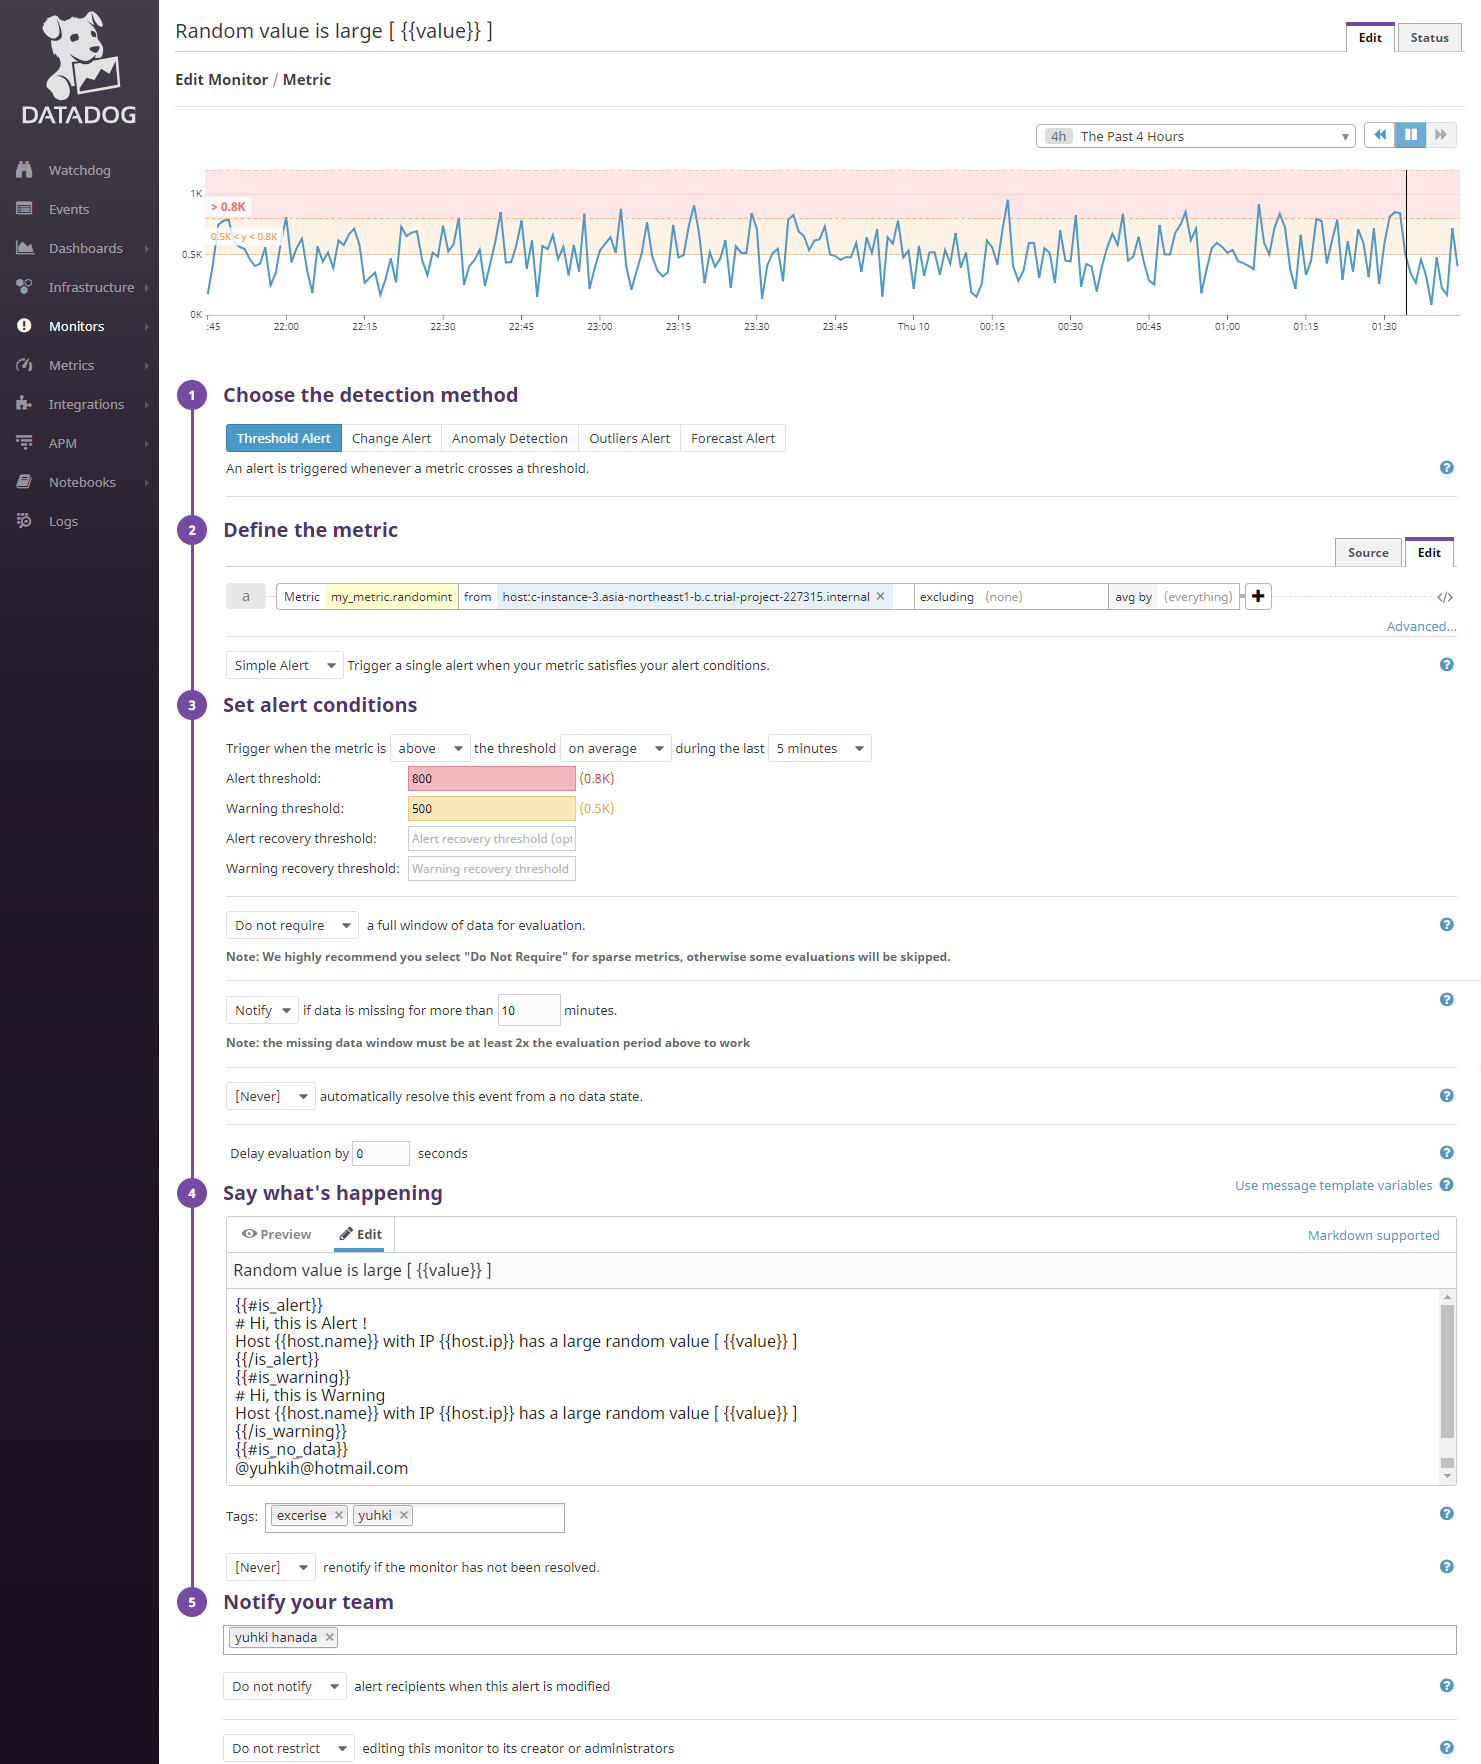 Random value is large [ {{value}} ]
Edit Status
Edit Monitor / Metric
DATADOG
Watchdog
Events
Dashboards
Infrastructure
Monitors
Metrics
Integrations
APM
Notebooks
Logs
4h The Past 4 Hours
1K
> 0.8K
0.5K < y < 0.8K
0.5K
0K
:45 22:00 22:15 22:30 22:45 23:00 23:15 23:30 23:45 Thu 10 00:15 00:30 00:45 01:00 01:15 01:30
1 Choose the detection method
Threshold Alert Change Alert Anomaly Detection Outliers Alert Forecast Alert
An alert is triggered whenever a metric crosses a threshold.
2 Define the metric
Source Edit
a Metric my_metric.randomint from host:c-instance-3.asia-northeast1-b.c.trial-project-227315.internal × excluding (none) avg by (everything) + </>
Advanced...
Simple Alert Trigger a single alert when your metric satisfies your alert conditions.
3 Set alert conditions
Trigger when the metric is above the threshold on average during the last 5 minutes
Alert threshold: 800 (0.8K)
Warning threshold: 500 (0.5K)
Alert recovery threshold: Alert recovery threshold (opt
Warning recovery threshold: Warning recovery threshold
Do not require a full window of data for evaluation.
Note: We highly recommend you select "Do Not Require" for sparse metrics, otherwise some evaluations will be skipped.
Notify if data is missing for more than 10 minutes.
Note: the missing data window must be at least 2x the evaluation period above to work
[Never] automatically resolve this event from a no data state.
Delay evaluation by 0 seconds
4 Say what's happening
Use message template variables
Preview Edit Markdown supported
Random value is large [ {{value}} ]
{{#is_alert}}
# Hi, this is Alert !
Host {{host.name}} with IP {{host.ip}} has a large random value [ {{value}} ]
{{/is_alert}}
{{#is_warning}}
# Hi, this is Warning
Host {{host.name}} with IP {{host.ip}} has a large random value [ {{value}} ]
{{/is_warning}}
{{#is_no_data}}
@yuhkih@hotmail.com
Tags: excerise × yuhki ×
[Never] renotify if the monitor has not been resolved.
5 Notify your team
yuhki hanada ×
Do not notify alert recipients when this alert is modified
Do not restrict editing this monitor to its creator or administrators